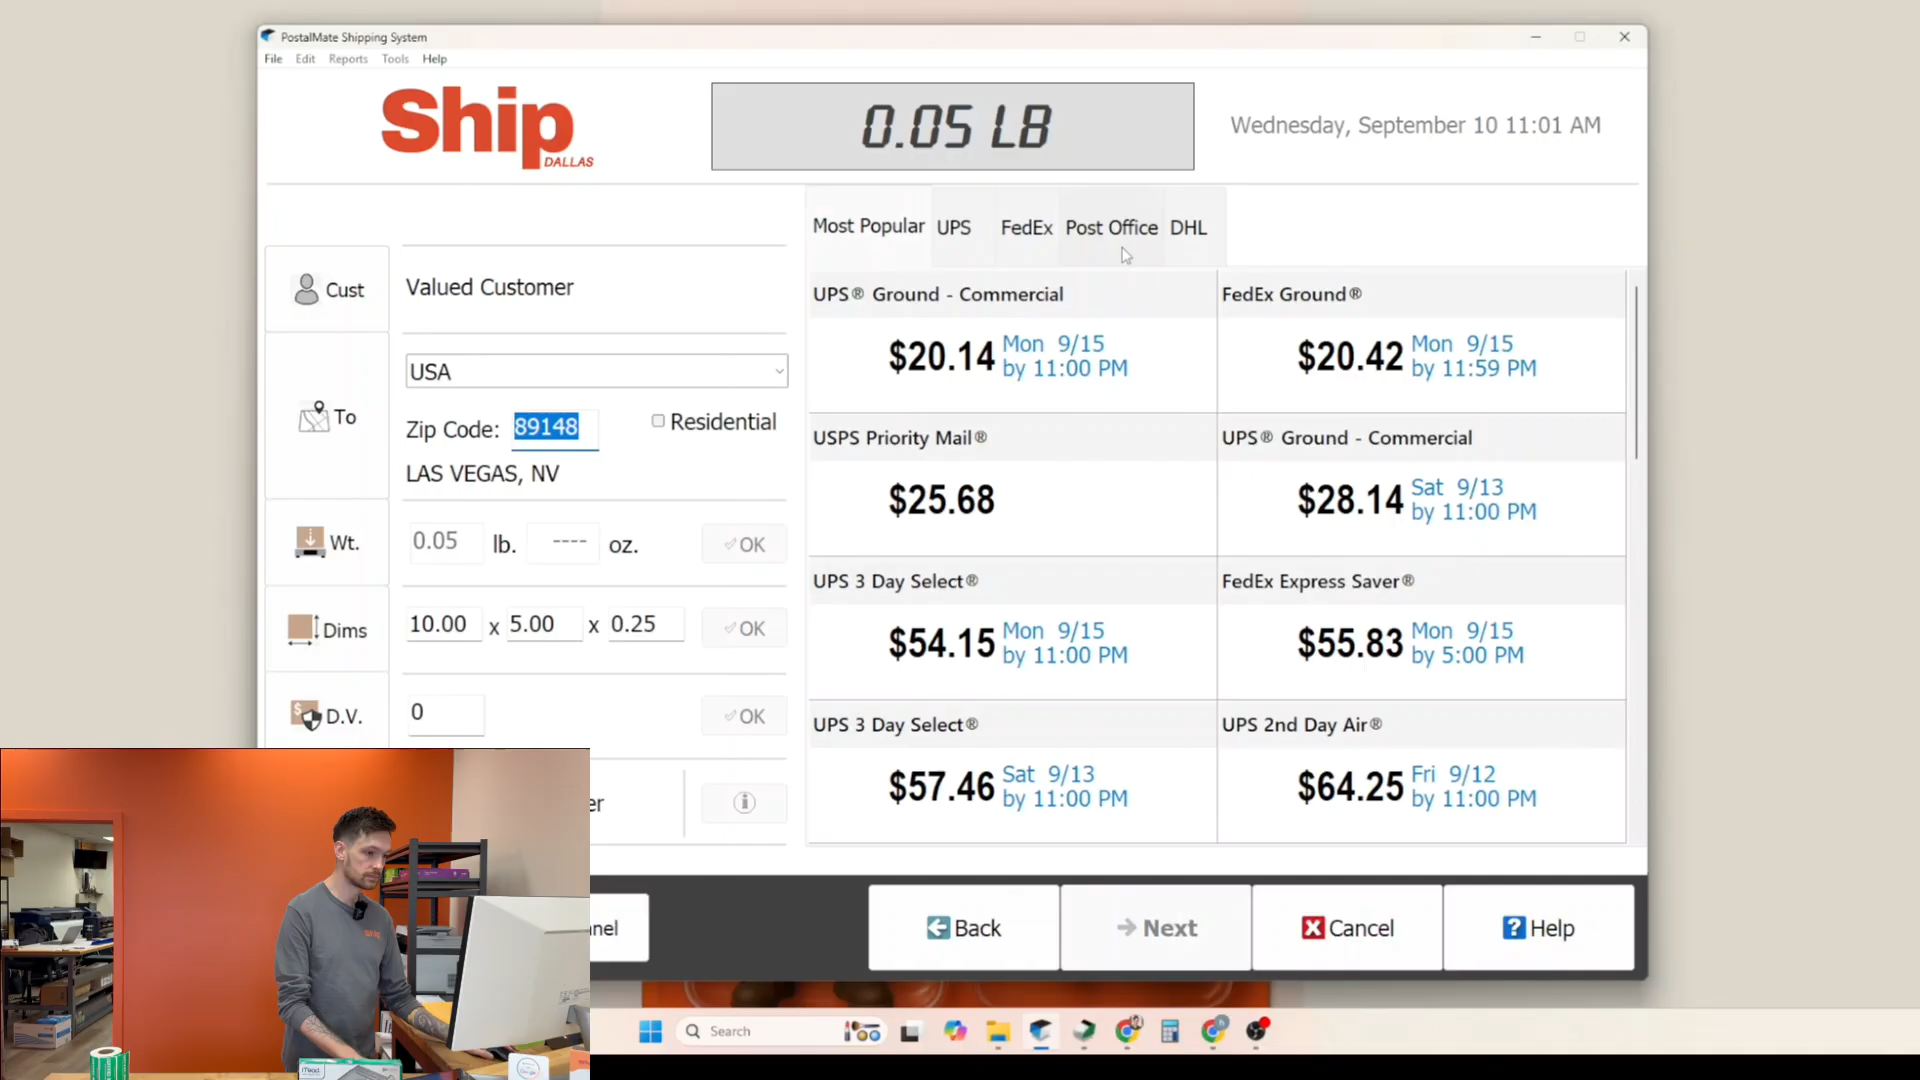 PostalMate Shipping System
File Edit Reports Tools Help
Ship
DALLAS
0.05 LB
Wednesday, September 10 11:01 AM
Most Popular UPS FedEx Post Office DHL
Cust
Valued Customer
To
USA
Zip Code: 89148
Residential
LAS VEGAS, NV
Wt.
0.05 lb. ---- oz. OK
Dims
10.00 x 5.00 x 0.25 OK
D.V.
0 OK
er
UPS® Ground - Commercial
$20.14 Mon 9/15
by 11:00 PM
FedEx Ground®
$20.42 Mon 9/15
by 11:59 PM
USPS Priority Mail®
$25.68
UPS® Ground - Commercial
$28.14 Sat 9/13
by 11:00 PM
UPS 3 Day Select®
$54.15 Mon 9/15
by 11:00 PM
FedEx Express Saver®
$55.83 Mon 9/15
by 5:00 PM
UPS 3 Day Select®
$57.46 Sat 9/13
by 11:00 PM
UPS 2nd Day Air®
$64.25 Fri 9/12
by 11:00 PM
nel
Back
Next
Cancel
Help
Search